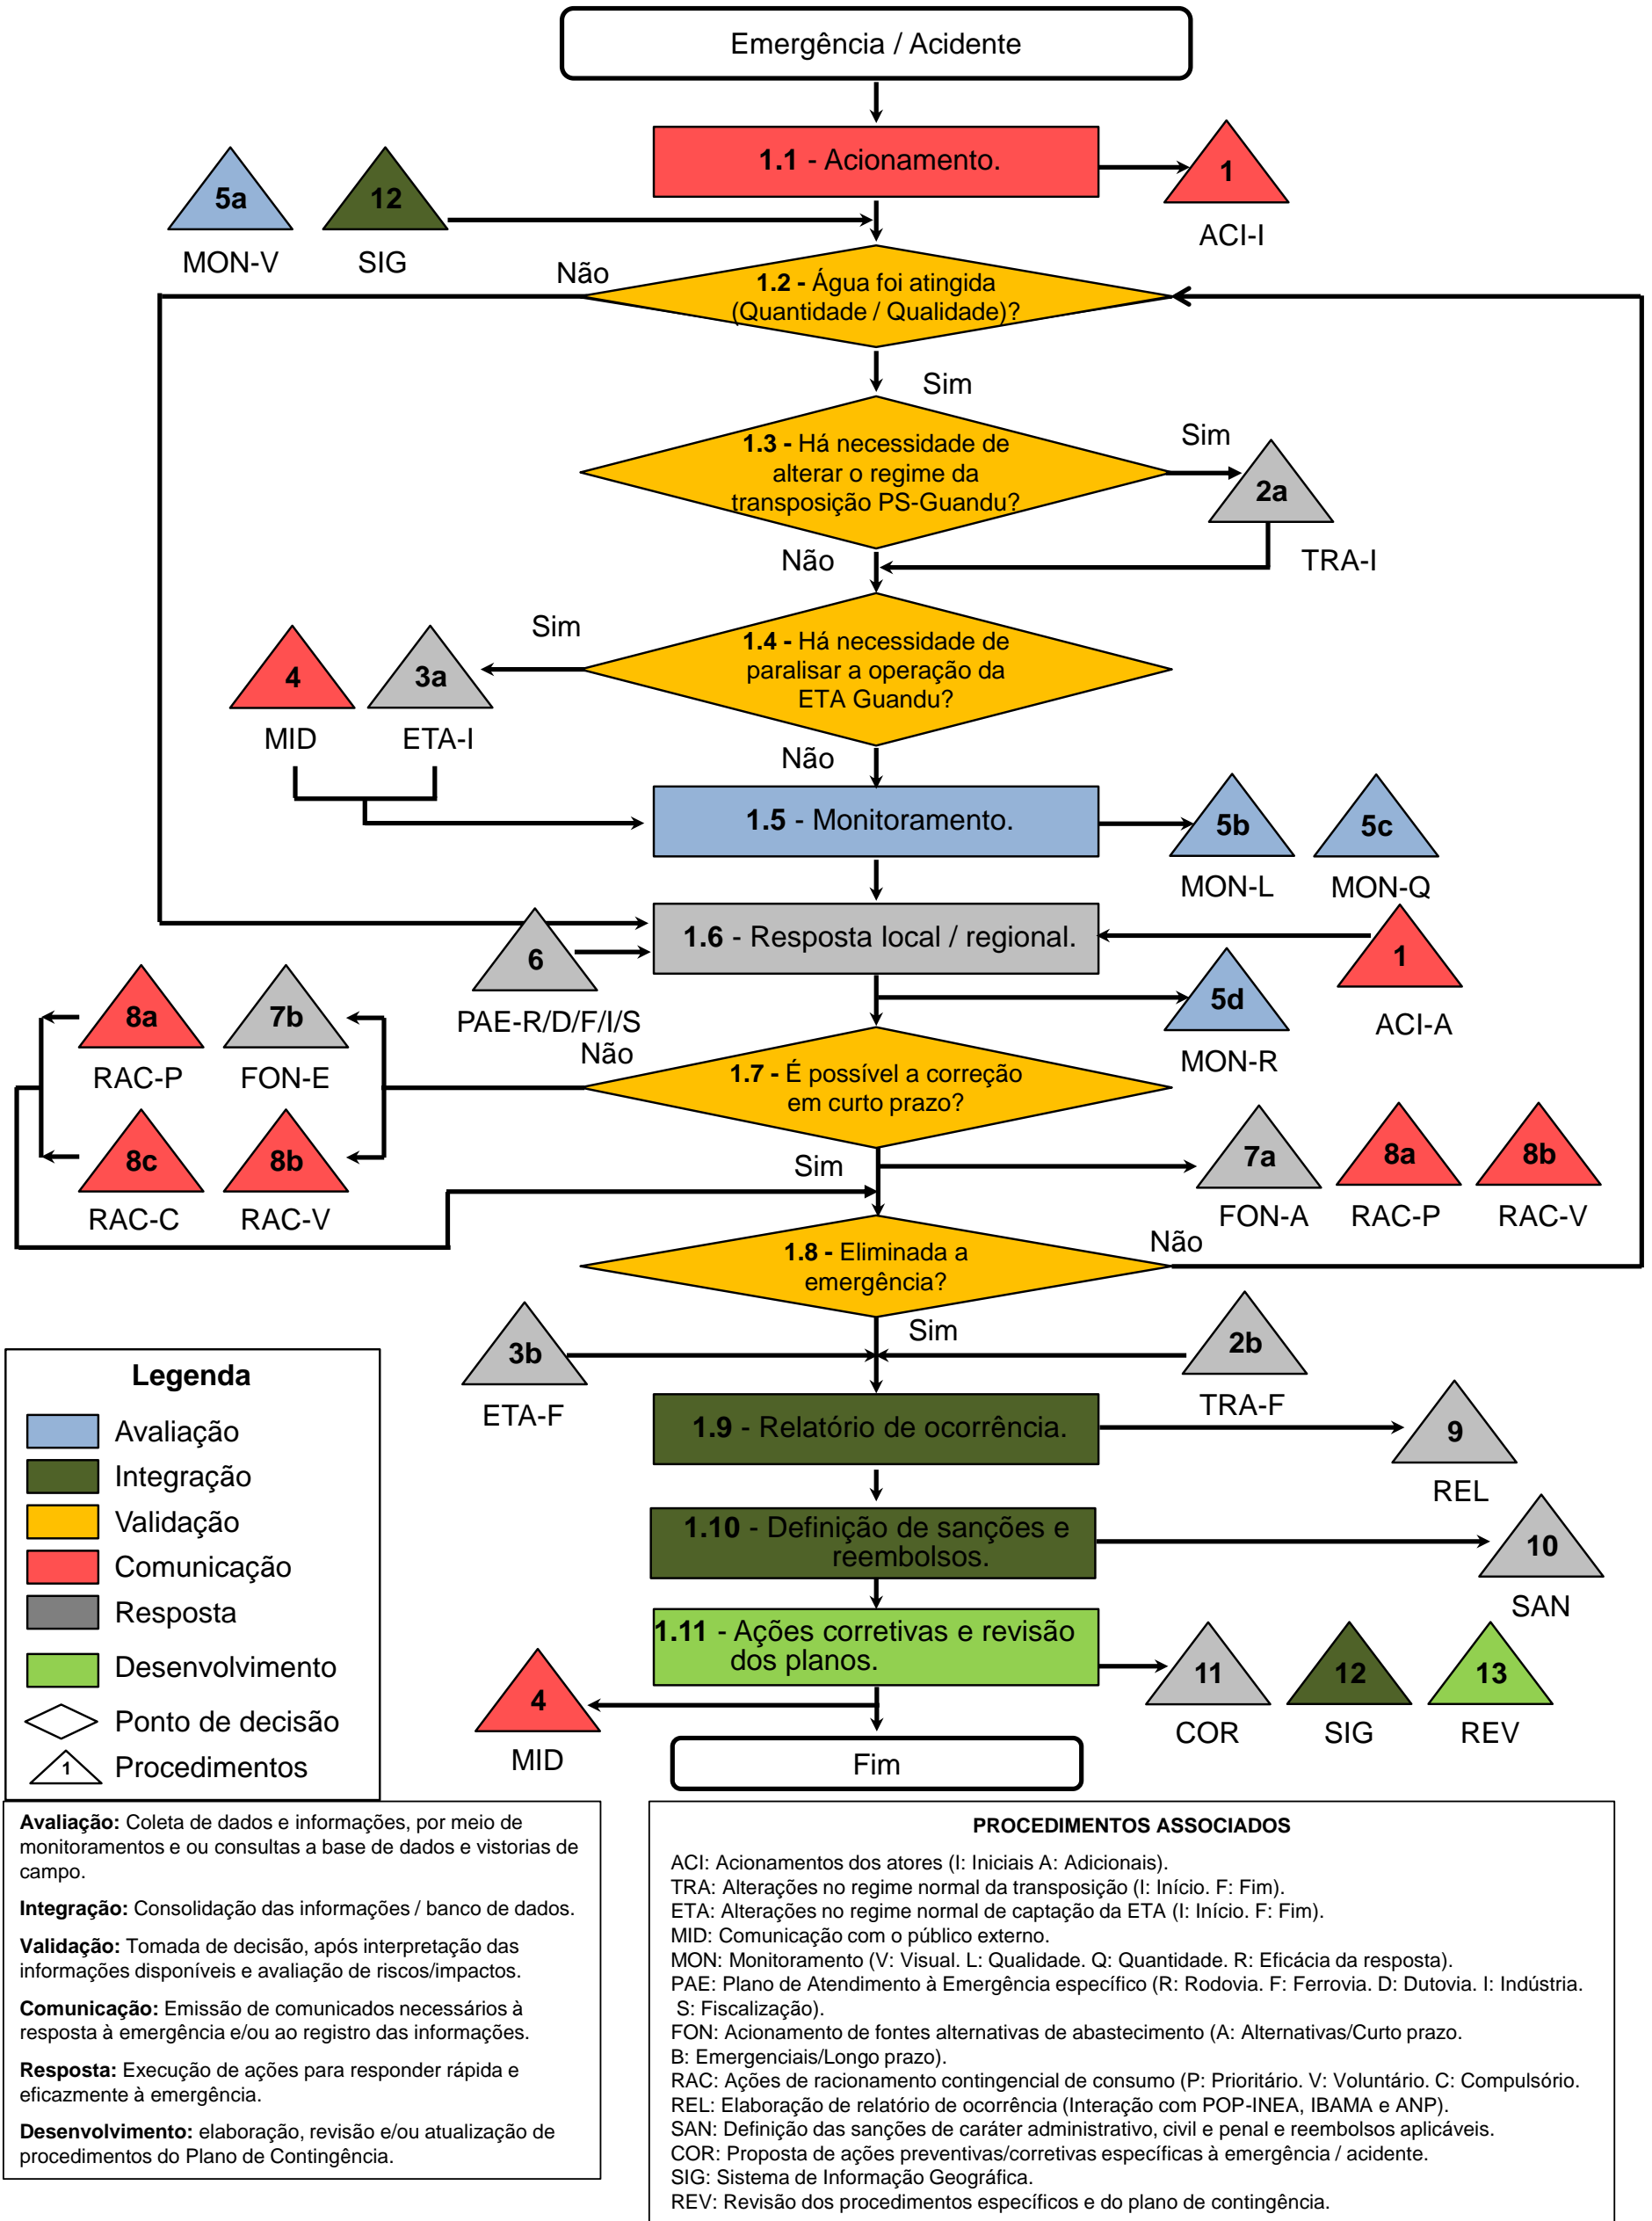 Emergência / Acidente
1.1 - Acionamento.
1
ACI-I
5a
MON-V
12
SIG
Não
1.2 - Água foi atingida
(Quantidade / Qualidade)?
Sim
1.3 - Há necessidade de
alterar o regime da
transposição PS-Guandu?
Sim
2a
TRA-I
Não
1.4 - Há necessidade de
paralisar a operação da
ETA Guandu?
Sim
4
MID
3a
ETA-I
Não
1.5 - Monitoramento.
5b
MON-L
5c
MON-Q
1.6 - Resposta local / regional.
6
PAE-R/D/F/I/S
1
ACI-A
5d
MON-R
Não
1.7 - É possível a correção
em curto prazo?
8a
RAC-P
7b
FON-E
8c
RAC-C
8b
RAC-V
Sim
7a
FON-A
8a
RAC-P
8b
RAC-V
1.8 - Eliminada a
emergência?
Não
Sim
3b
ETA-F
2b
TRA-F
1.9 - Relatório de ocorrência.
9
REL
1.10 - Definição de sanções e
reembolsos.
10
SAN
1.11 - Ações corretivas e revisão
dos planos.
11
COR
12
SIG
13
REV
4
MID
Fim
Legenda
Avaliação
Integração
Validação
Comunicação
Resposta
Desenvolvimento
Ponto de decisão
1
Procedimentos
Avaliação: Coleta de dados e informações, por meio de
monitoramentos e ou consultas a base de dados e vistorias de
campo.
Integração: Consolidação das informações / banco de dados.
Validação: Tomada de decisão, após interpretação das
informações disponíveis e avaliação de riscos/impactos.
Comunicação: Emissão de comunicados necessários à
resposta à emergência e/ou ao registro das informações.
Resposta: Execução de ações para responder rápida e
eficazmente à emergência.
Desenvolvimento: elaboração, revisão e/ou atualização de
procedimentos do Plano de Contingência.
PROCEDIMENTOS ASSOCIADOS
ACI: Acionamentos dos atores (I: Iniciais A: Adicionais).
TRA: Alterações no regime normal da transposição (I: Início. F: Fim).
ETA: Alterações no regime normal de captação da ETA (I: Início. F: Fim).
MID: Comunicação com o público externo.
MON: Monitoramento (V: Visual. L: Qualidade. Q: Quantidade. R: Eficácia da resposta).
PAE: Plano de Atendimento à Emergência específico (R: Rodovia. F: Ferrovia. D: Dutovia. I: Indústria.
S: Fiscalização).
FON: Acionamento de fontes alternativas de abastecimento (A: Alternativas/Curto prazo.
B: Emergenciais/Longo prazo).
RAC: Ações de racionamento contingencial de consumo (P: Prioritário. V: Voluntário. C: Compulsório.
REL: Elaboração de relatório de ocorrência (Interação com POP-INEA, IBAMA e ANP).
SAN: Definição das sanções de caráter administrativo, civil e penal e reembolsos aplicáveis.
COR: Proposta de ações preventivas/corretivas específicas à emergência / acidente.
SIG: Sistema de Informação Geográfica.
REV: Revisão dos procedimentos específicos e do plano de contingência.